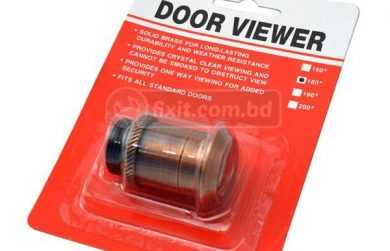 DOOR VIEWER
* SOLID BRASS FOR LONG-LASTING
DURABILITY AND WEATHER RESISTANCE
* PROVIDES CRYSTAL CLEAR VIEWING AND
CANNOT BE SMOKED TO OBSTRUCT VIEW
* PROVIDES ONE WAY VIEWING FOR ADDED
SECURITY
* FITS ALL STANDARD DOORS
160°
180°
190°
200°
fixit.com.bd